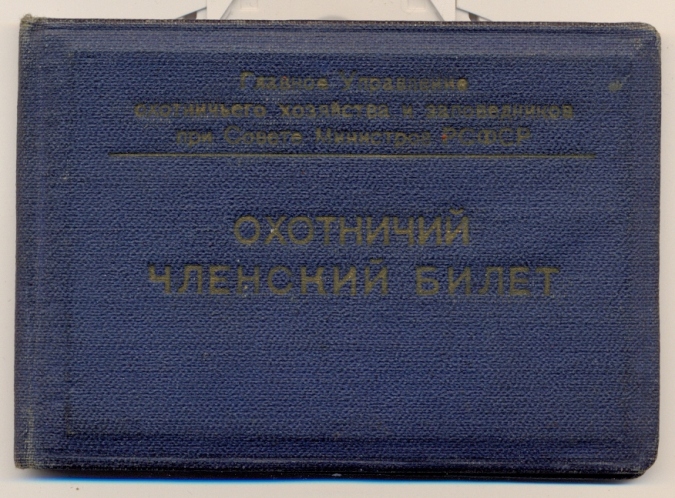 Главное Управление
охотничьего хозяйства и заповедников
при Совете Министров РСФСР
ОХОТНИЧИЙ
ЧЛЕНСКИЙ БИЛЕТ